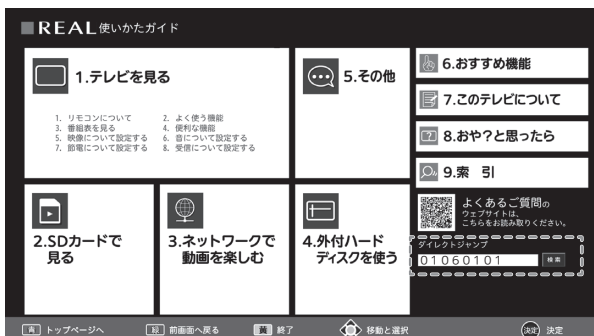 REAL使いかたガイド
1.テレビを見る
1. リモコンについて
2. よく使う機能
3. 番組表を見る
4. 便利な機能
5. 映像について設定する
6. 音について設定する
7. 節電について設定する
8. 受信について設定する
5.その他
6.おすすめ機能
7.このテレビについて
8.おや?と思ったら
9.索 引
2.SDカードで
見る
3.ネットワークで
動画を楽しむ
4.外付ハード
ディスクを使う
よくあるご質問の
ウェブサイトは、
こちらをお読み取りください。
ダイレクトジャンプ
01060101 検索
青 トップページへ 緑 前画面へ戻る 黄 終了 移動と選択 決定 決定